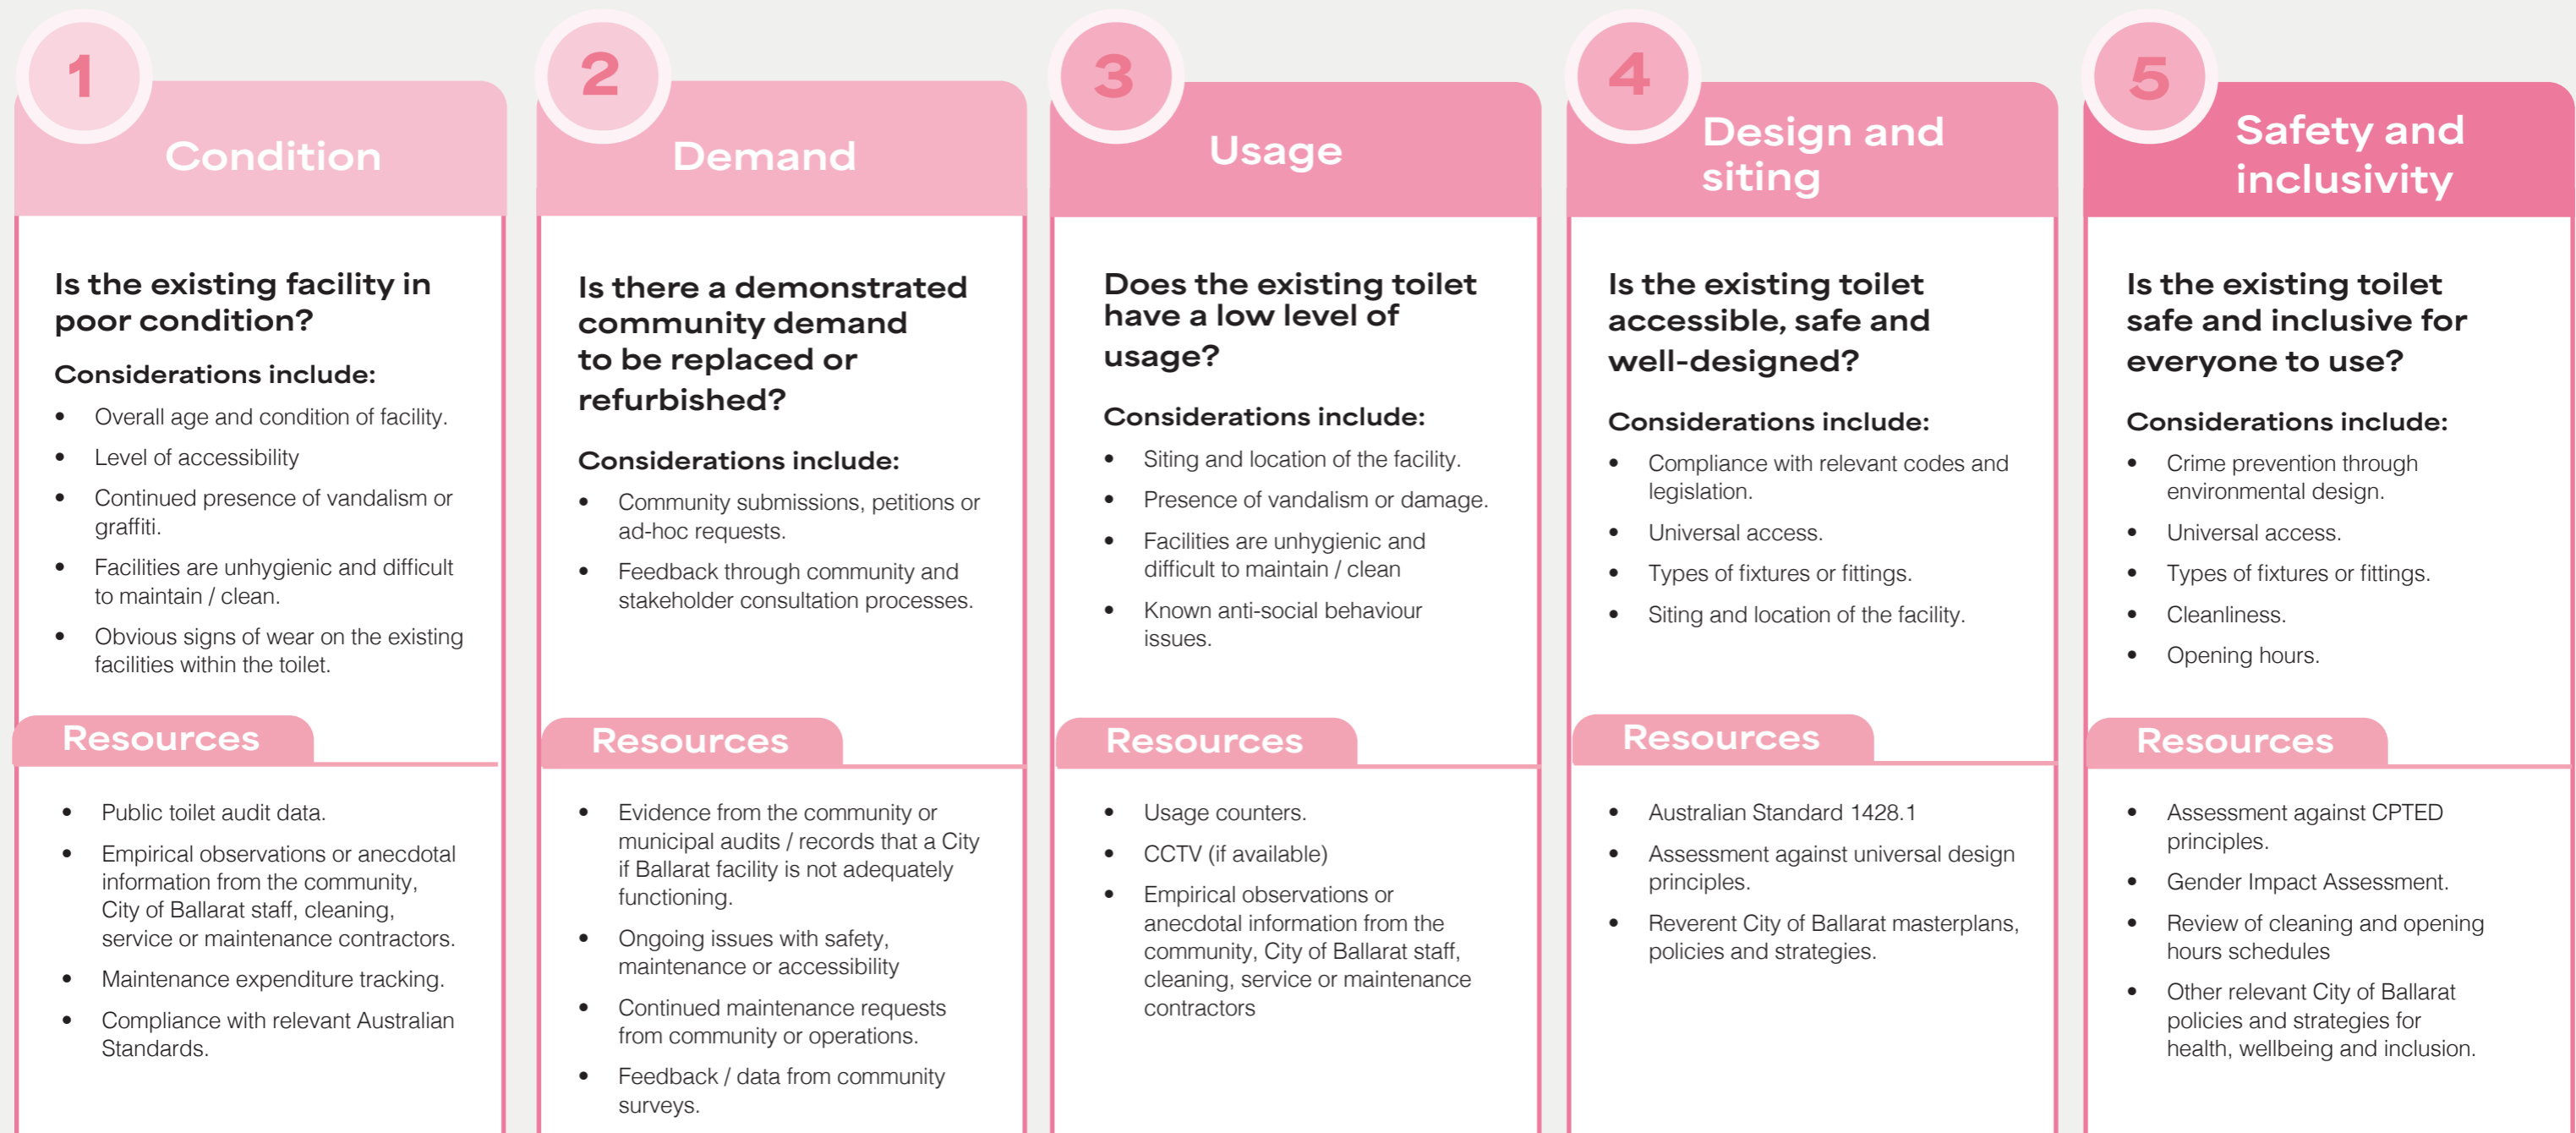 1
Condition
Is the existing facility in
poor condition?
Considerations include:
• Overall age and condition of facility.
• Level of accessibility
• Continued presence of vandalism or
graffiti.
• Facilities are unhygienic and difficult
to maintain / clean.
• Obvious signs of wear on the existing
facilities within the toilet.
Resources
• Public toilet audit data.
• Empirical observations or anecdotal
information from the community,
City of Ballarat staff, cleaning,
service or maintenance contractors.
• Maintenance expenditure tracking.
• Compliance with relevant Australian
Standards.
2
Demand
Is there a demonstrated
community demand
to be replaced or
refurbished?
Considerations include:
• Community submissions, petitions or
ad-hoc requests.
• Feedback through community and
stakeholder consultation processes.
Resources
• Evidence from the community or
municipal audits / records that a City
if Ballarat facility is not adequately
functioning.
• Ongoing issues with safety,
maintenance or accessibility
• Continued maintenance requests
from community or operations.
• Feedback / data from community
surveys.
3
Usage
Does the existing toilet
have a low level of
usage?
Considerations include:
• Siting and location of the facility.
• Presence of vandalism or damage.
• Facilities are unhygienic and
difficult to maintain / clean
• Known anti-social behaviour
issues.
Resources
• Usage counters.
• CCTV (if available)
• Empirical observations or
anecdotal information from the
community, City of Ballarat staff,
cleaning, service or maintenance
contractors
4
Design and
siting
Is the existing toilet
accessible, safe and
well-designed?
Considerations include:
• Compliance with relevant codes and
legislation.
• Universal access.
• Types of fixtures or fittings.
• Siting and location of the facility.
Resources
• Australian Standard 1428.1
• Assessment against universal design
principles.
• Reverent City of Ballarat masterplans,
policies and strategies.
5
Safety and
inclusivity
Is the existing toilet
safe and inclusive for
everyone to use?
Considerations include:
• Crime prevention through
environmental design.
• Universal access.
• Types of fixtures or fittings.
• Cleanliness.
• Opening hours.
Resources
• Assessment against CPTED
principles.
• Gender Impact Assessment.
• Review of cleaning and opening
hours schedules
• Other relevant City of Ballarat
policies and strategies for
health, wellbeing and inclusion.